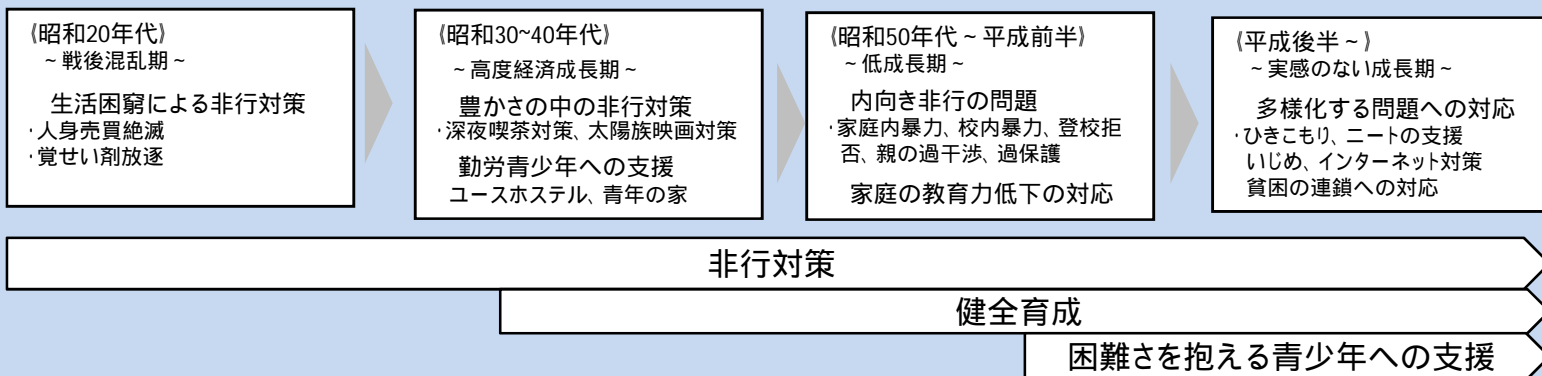 《昭和20年代》
~戦後混乱期~
生活困窮による非行対策
・人身売買絶滅
・覚せい剤放逐
《昭和30~40年代》
~高度経済成長期~
豊かさの中の非行対策
・深夜喫茶対策、太陽族映画対策
勤労青少年への支援
ユースホステル、青年の家
《昭和50年代~平成前半》
~低成長期~
内向き非行の問題
・家庭内暴力、校内暴力、登校拒
否、親の過干渉、過保護
家庭の教育力低下の対応
《平成後半~》
~実感のない成長期~
多様化する問題への対応
・ひきこもり、ニートの支援
いじめ、インターネット対策
貧困の連鎖への対応
非行対策
健全育成
困難さを抱える青少年への支援